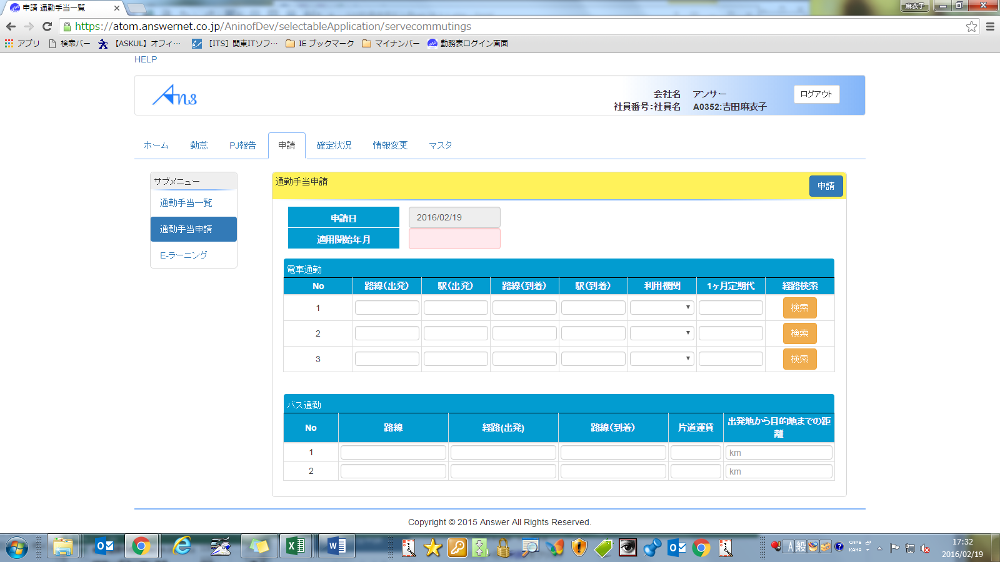 申請 通勤手当一覧
麻衣子
https://atom.answernet.co.jp/AninofDev/selectableApplication/servecommutings
アプリ 検索バー 【ASKUL】オフィ… [ITS] 関東ITソフ… IE ブックマーク マイナンバー 勤務表ログイン画面
HELP
Ans
会社名 アンサー
社員番号:社員名 A0352:吉田麻衣子
ログアウト
ホーム 勤怠 PJ報告 申請 確定状況 情報変更 マスタ
サブメニュー
通勤手当一覧
通勤手当申請
E-ラーニング
通勤手当申請
申請
申請日 2016/02/19
適用開始年月
電車通勤
No 路線(出発) 駅(出発) 路線(到着) 駅(到着) 利用機関 1ヶ月定期代 経路検索
1 検索
2 検索
3 検索
バス通勤
No 路線 経路(出発) 路線(到着) 片道運賃 出発地から目的地までの距離
1 km
2 km
Copyright © 2015 Answer All Rights Reserved.
A 般 CAPS KANA
17:32
2016/02/19